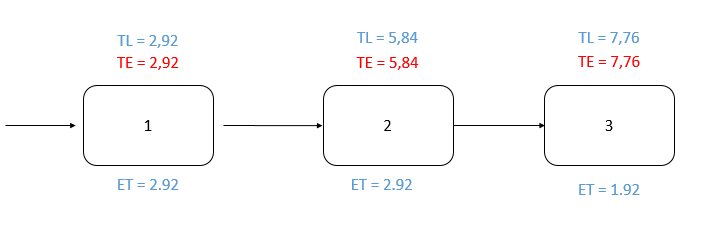 TL = 2,92
TE = 2,92
1
ET = 2.92
TL = 5,84
TE = 5,84
2
ET = 2.92
TL = 7,76
TE = 7,76
3
ET = 1.92